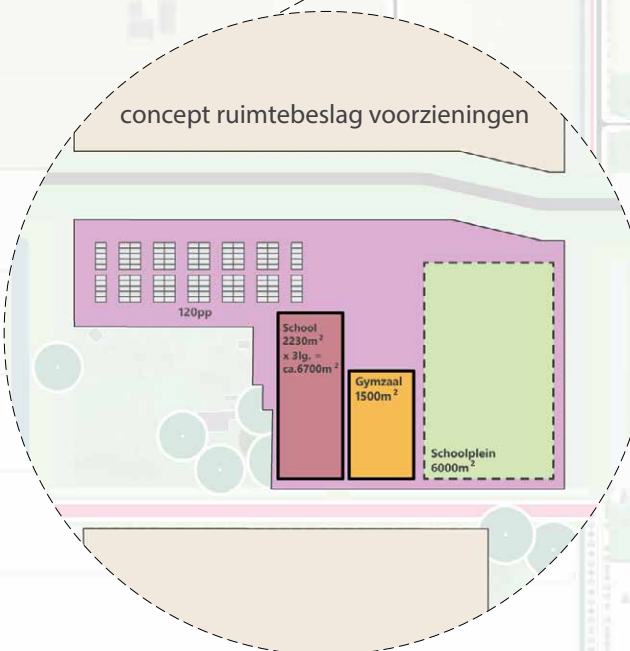 concept ruimtebeslag voorzieningen
120pp
School
2230m²
x 3lg. =
ca.6700m²
Gymzaal
1500m²
Schoolplein
6000m²